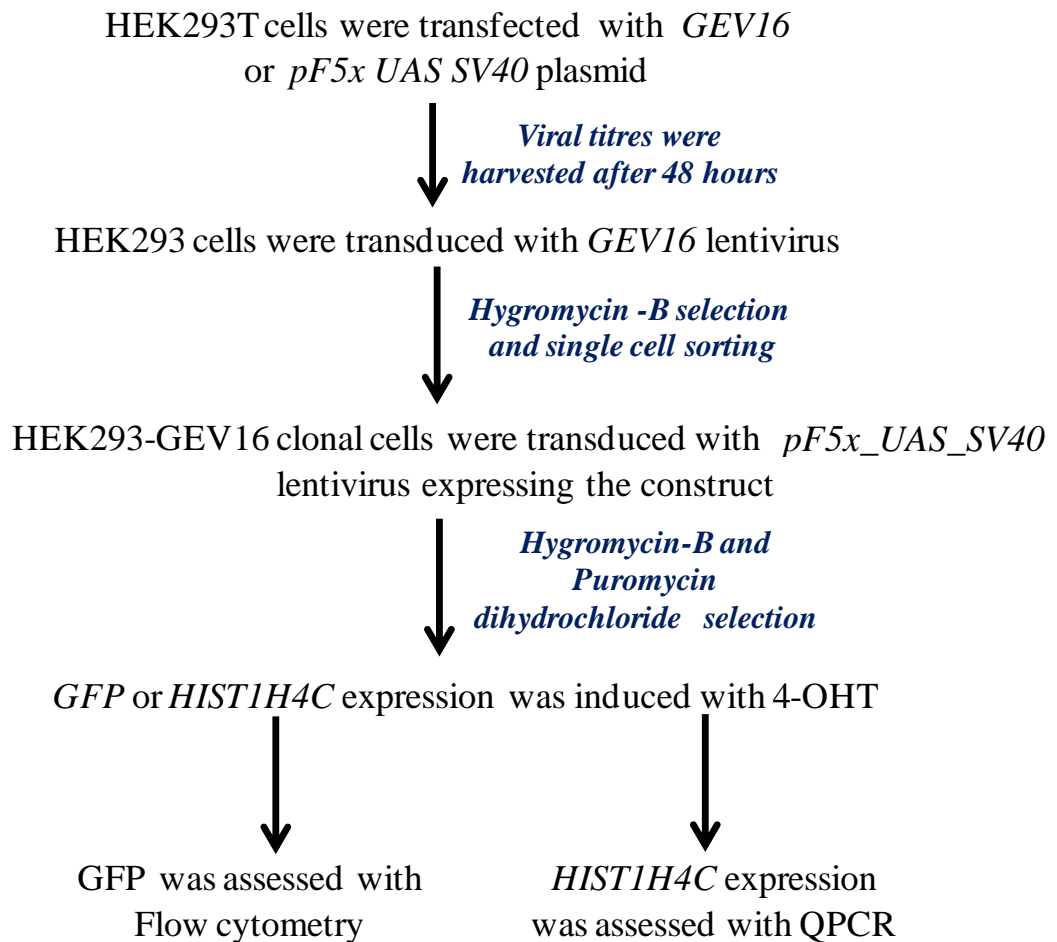 HEK293T cells were transfected with GEV16
or pF5x UAS SV40 plasmid
Viral titres were
harvested after 48 hours
HEK293 cells were transduced with GEV16 lentivirus
Hygromycin -B selection
and single cell sorting
HEK293-GEV16 clonal cells were transduced with pF5x_UAS_SV40
lentivirus expressing the construct
Hygromycin-B and
Puromycin
dihydrochloride selection
GFP or HIST1H4C expression was induced with 4-OHT
GFP was assessed with
Flow cytometry
HIST1H4C expression
was assessed with QPCR